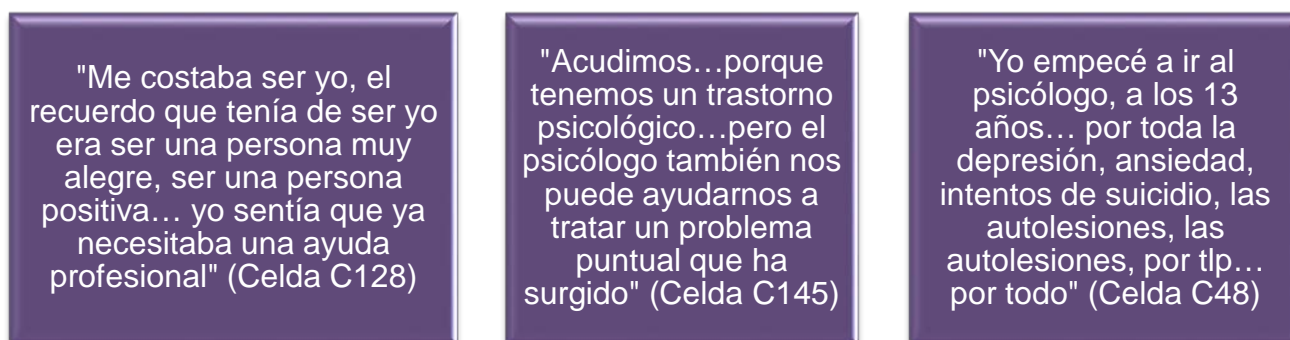 "Me costaba ser yo, el
recuerdo que tenía de ser yo
era ser una persona muy
alegre, ser una persona
positiva… yo sentía que ya
necesitaba una ayuda
profesional" (Celda C128)
"Acudimos…porque
tenemos un trastorno
psicológico…pero el
psicólogo también nos
puede ayudarnos a
tratar un problema
puntual que ha
surgido" (Celda C145)
"Yo empecé a ir al
psicólogo, a los 13
años… por toda la
depresión, ansiedad,
intentos de suicidio, las
autolesiones, las
autolesiones, por tlp…
por todo" (Celda C48)